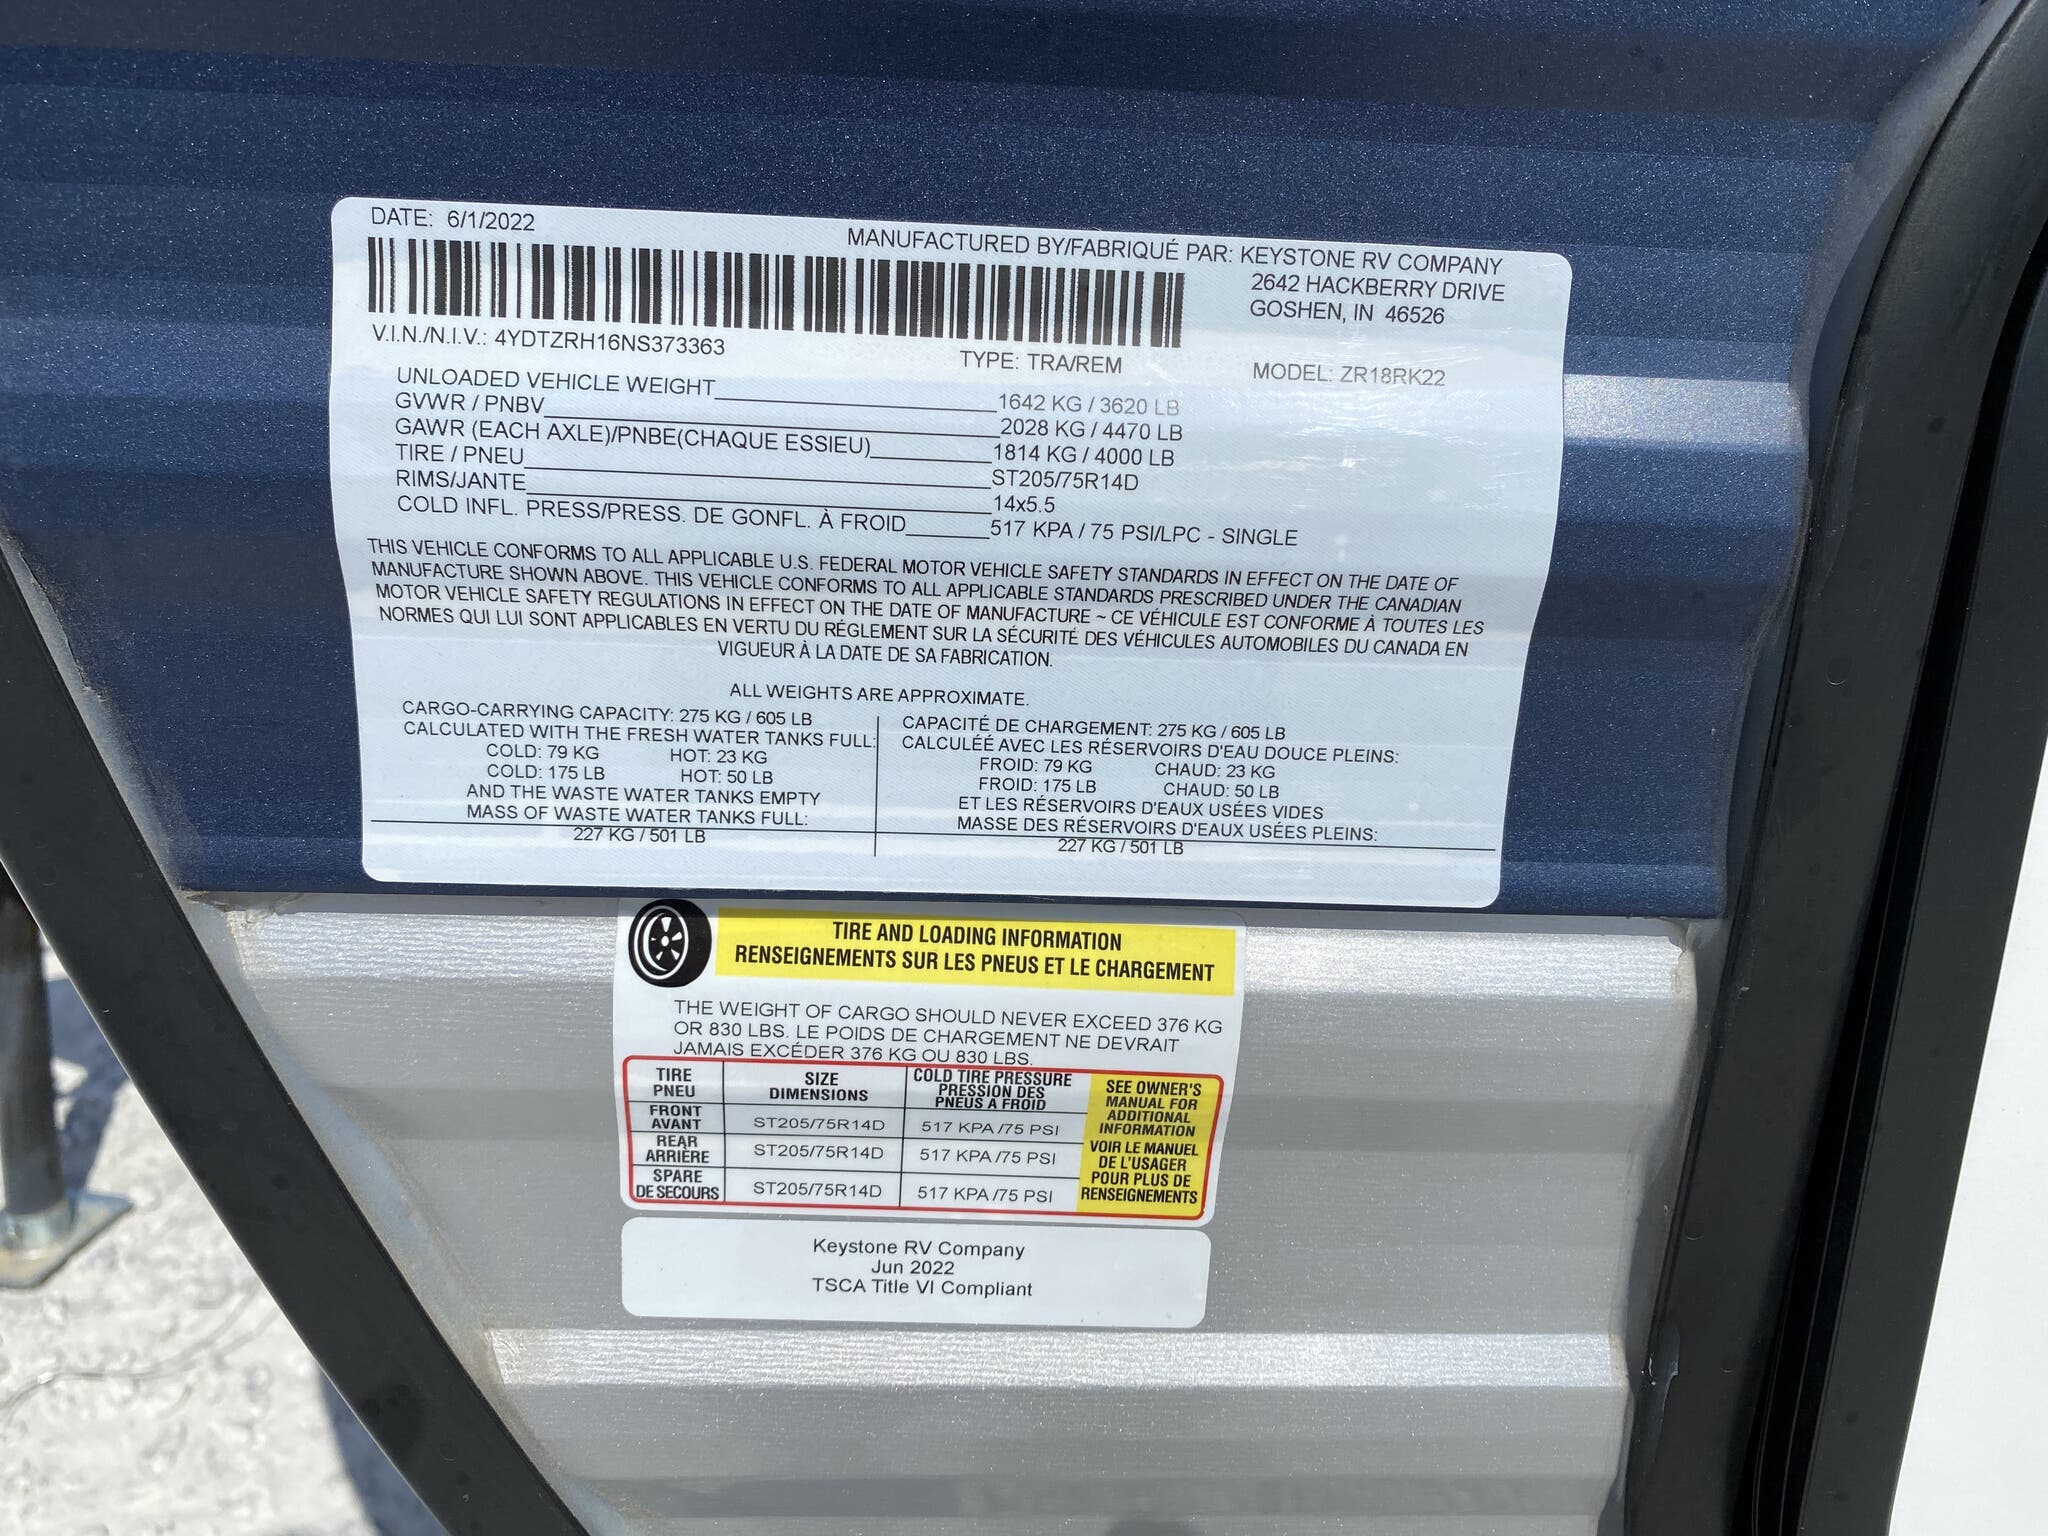 DATE: 6/1/2022
MANUFACTURED BY/FABRIQUÉ PAR: KEYSTONE RV COMPANY
2642 HACKBERRY DRIVE
GOSHEN, IN 46526
V.I.N./N.I.V.: 4YDTZRH16NS373363
TYPE: TRA/REM
MODEL: ZR18RK22
UNLOADED VEHICLE WEIGHT 1642 KG / 3620 LB
GVWR / PNBV 2028 KG / 4470 LB
GAWR (EACH AXLE)/PNBE(CHAQUE ESSIEU) 1814 KG / 4000 LB
TIRE / PNEU ST205/75R14D
RIMS/JANTE 14x5.5
COLD INFL. PRESS/PRESS. DE GONFL. À FROID 517 KPA / 75 PSI/LPC - SINGLE
THIS VEHICLE CONFORMS TO ALL APPLICABLE U.S. FEDERAL MOTOR VEHICLE SAFETY STANDARDS IN EFFECT ON THE DATE OF
MANUFACTURE SHOWN ABOVE. THIS VEHICLE CONFORMS TO ALL APPLICABLE STANDARDS PRESCRIBED UNDER THE CANADIAN
MOTOR VEHICLE SAFETY REGULATIONS IN EFFECT ON THE DATE OF MANUFACTURE ~ CE VÉHICULE EST CONFORME À TOUTES LES
NORMES QUI LUI SONT APPLICABLES EN VERTU DU RÉGLEMENT SUR LA SÉCURITÉ DES VÉHICULES AUTOMOBILES DU CANADA EN
VIGUEUR À LA DATE DE SA FABRICATION.
ALL WEIGHTS ARE APPROXIMATE.
CARGO-CARRYING CAPACITY: 275 KG / 605 LB
CALCULATED WITH THE FRESH WATER TANKS FULL:
COLD: 79 KG HOT: 23 KG
COLD: 175 LB HOT: 50 LB
AND THE WASTE WATER TANKS EMPTY
MASS OF WASTE WATER TANKS FULL:
227 KG / 501 LB
CAPACITÉ DE CHARGEMENT: 275 KG / 605 LB
CALCULÉÉ AVEC LES RÉSERVOIRS D'EAU DOUCE PLEINS:
FROID: 79 KG CHAUD: 23 KG
FROID: 175 LB CHAUD: 50 LB
ET LES RÉSERVOIRS D'EAUX USÉES VIDES
MASSE DES RÉSERVOIRS D'EAUX USÉES PLEINS:
227 KG / 501 LB
TIRE AND LOADING INFORMATION
RENSEIGNEMENTS SUR LES PNEUS ET LE CHARGEMENT
THE WEIGHT OF CARGO SHOULD NEVER EXCEED 376 KG
OR 830 LBS. LE POIDS DE CHARGEMENT NE DEVRAIT
JAMAIS EXCÉDER 376 KG OU 830 LBS.
TIRE
PNEU
SIZE
DIMENSIONS
COLD TIRE PRESSURE
PRESSION DES
PNEUS A FROID
FRONT
AVANT
ST205/75R14D
517 KPA /75 PSI
REAR
ARRIÈRE
ST205/75R14D
517 KPA /75 PSI
SPARE
DE SECOURS
ST205/75R14D
517 KPA /75 PSI
SEE OWNER'S
MANUAL FOR
ADDITIONAL
INFORMATION
VOIR LE MANUEL
DE L'USAGER
POUR PLUS DE
RENSEIGNEMENTS
Keystone RV Company
Jun 2022
TSCA Title VI Compliant